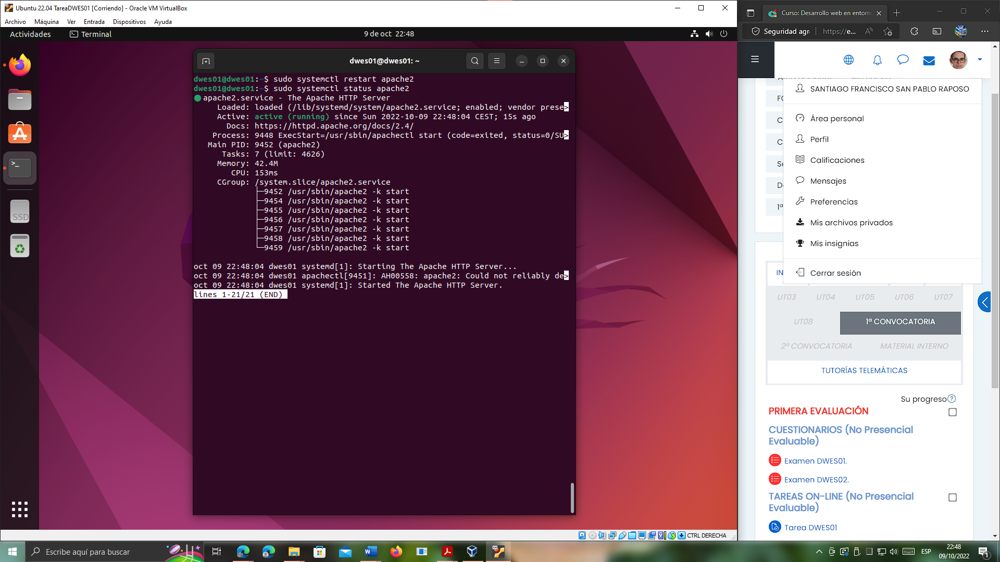 Ubuntu 22.04 TareaDWES01 [Corriendo] - Oracle VM VirtualBox
Archivo Máquina Ver Entrada Dispositivos Ayuda
Actividades Terminal 9 de oct 22:48
dwes01@dwes01: ~
dwes01@dwes01:~$ sudo systemctl restart apache2
dwes01@dwes01:~$ sudo systemctl status apache2
apache2.service - The Apache HTTP Server
Loaded: loaded (/lib/systemd/system/apache2.service; enabled; vendor prese>
Active: active (running) since Sun 2022-10-09 22:48:04 CEST; 15s ago
Docs: https://httpd.apache.org/docs/2.4/
Process: 9448 ExecStart=/usr/sbin/apachectl start (code=exited, status=0/SU>
Main PID: 9452 (apache2)
Tasks: 7 (limit: 4626)
Memory: 42.4M
CPU: 153ms
CGroup: /system.slice/apache2.service
├─9452 /usr/sbin/apache2 -k start
├─9454 /usr/sbin/apache2 -k start
├─9455 /usr/sbin/apache2 -k start
├─9456 /usr/sbin/apache2 -k start
├─9457 /usr/sbin/apache2 -k start
├─9458 /usr/sbin/apache2 -k start
└─9459 /usr/sbin/apache2 -k start
oct 09 22:48:04 dwes01 systemd[1]: Starting The Apache HTTP Server...
oct 09 22:48:04 dwes01 apachectl[9451]: AH00558: apache2: Could not reliably de>
oct 09 22:48:04 dwes01 systemd[1]: Started The Apache HTTP Server.
lines 1-21/21 (END)
SSD
CTRL DERECHA
Curso: Desarrollo web en entorn
Seguridad agr https://e...
SANTIAGO FRANCISCO SAN PABLO RAPOSO
Área personal
Perfil
Calificaciones
Mensajes
Preferencias
Mis archivos privados
Mis insignias
Cerrar sesión
1ª
IN
UT03 UT04 UT05 UT06 UT07
UT08 1ª CONVOCATORIA
2ª CONVOCATORIA MATERIAL INTERNO
TUTORÍAS TELEMÁTICAS
Su progreso
PRIMERA EVALUACIÓN
CUESTIONARIOS (No Presencial
Evaluable)
Examen DWES01.
Examen DWES02.
TAREAS ON-LINE (No Presencial
Evaluable)
Tarea DWES01
Escribe aquí para buscar
ESP
22:48
09/10/2022
1